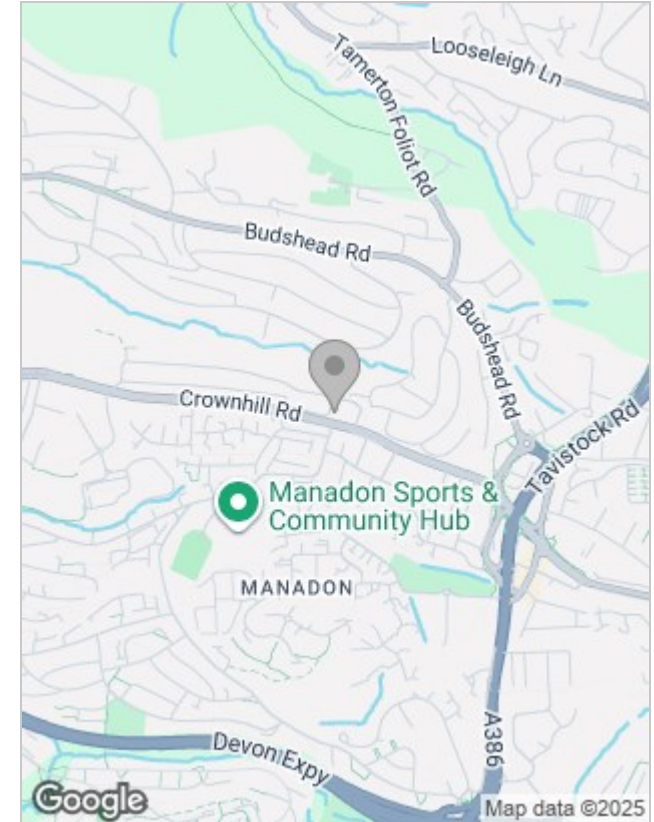 Looseleigh Ln
Tamerton Foliot Rd
Budshead Rd
Budshead Rd
Crownhill Rd
Tavistock Rd
Manadon Sports &
Community Hub
MANADON
A386
Devon Expy
Google
Map data ©2025